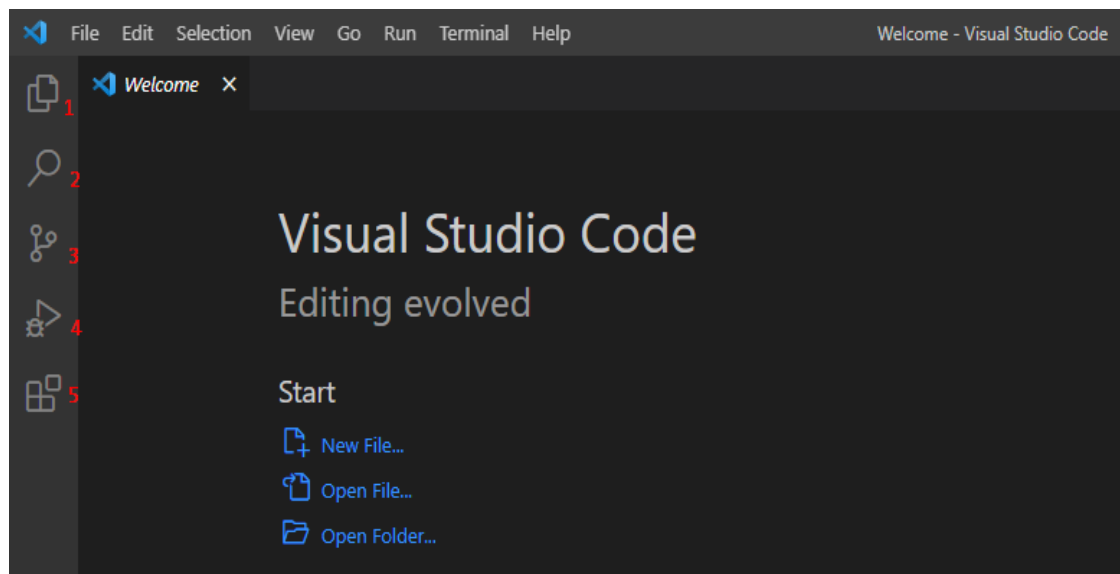 File Edit Selection View Go Run Terminal Help Welcome - Visual Studio Code
Welcome
1
2
3
4
5
Visual Studio Code
Editing evolved
Start
New File...
Open File...
Open Folder...